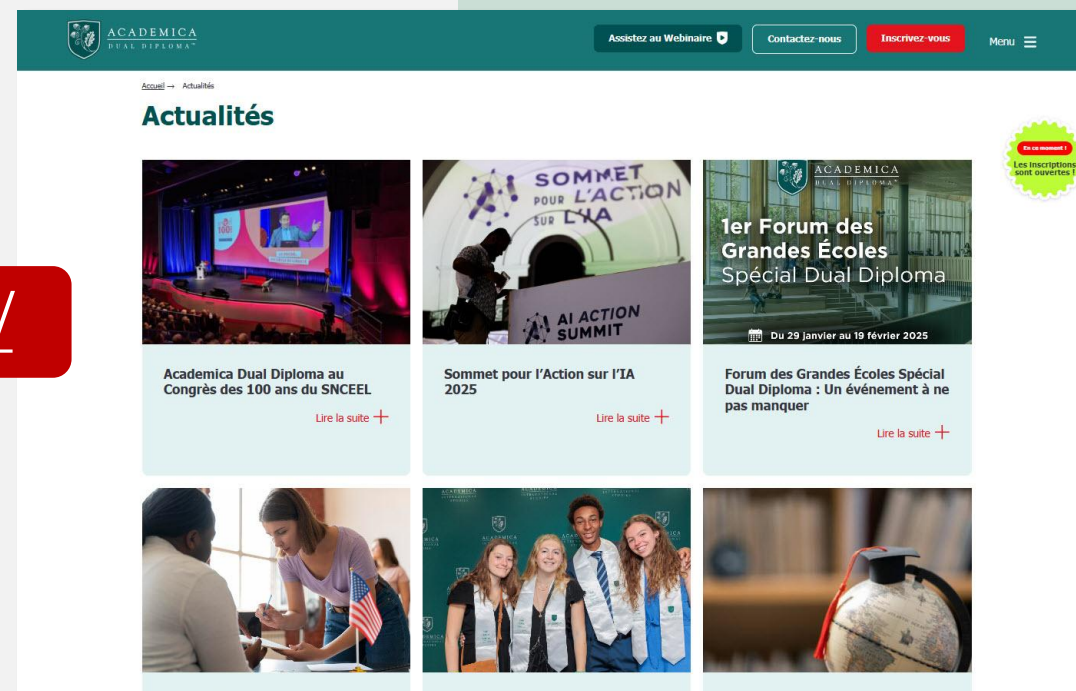 ACADEMICA
DUAL DIPLOMA™
Assistez au Webinaire
Contactez-nous
Inscrivez-vous
Menu
Accueil → Actualités
Actualités
En ce moment !
Les inscriptions
sont ouvertes !
/
SOMMET
POUR L'ACTION
SUR L'IA
AI ACTION
SUMMIT
ACADEMICA
DUAL DIPLOMA™
1er Forum des
Grandes Écoles
Spécial Dual Diploma
Du 29 janvier au 19 février 2025
Academica Dual Diploma au
Congrès des 100 ans du SNCEEL
Lire la suite +
Sommet pour l'Action sur l'IA
2025
Lire la suite +
Forum des Grandes Écoles Spécial
Dual Diploma : Un événement à ne
pas manquer
Lire la suite +
ACADEMICA